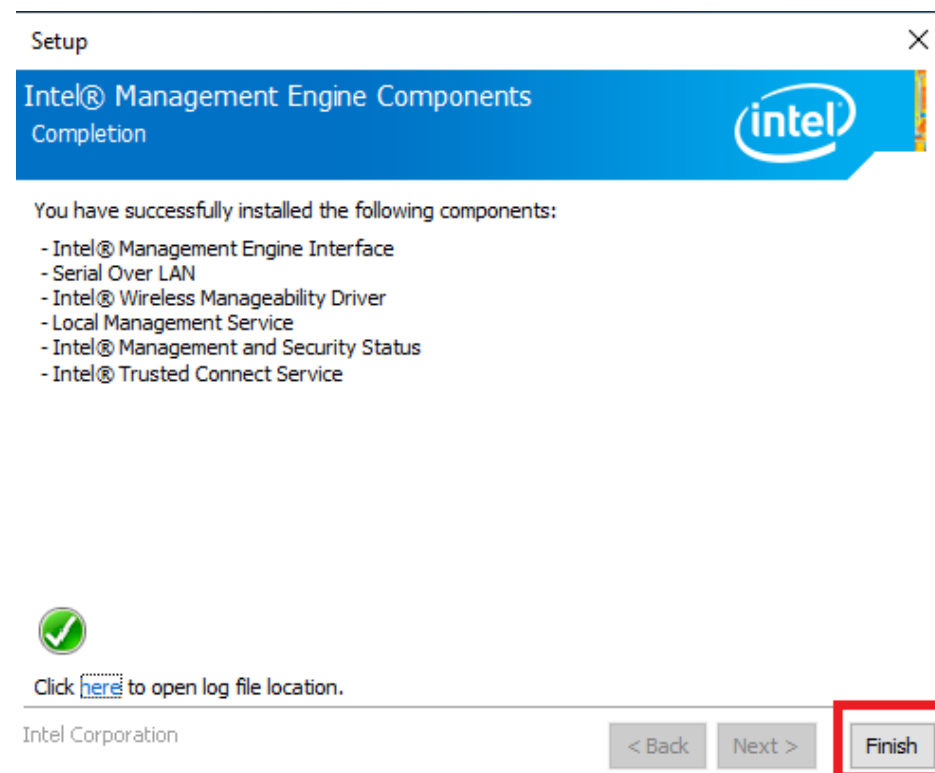 Setup
Intel® Management Engine Components
Completion
intel
You have successfully installed the following components:
- Intel® Management Engine Interface
- Serial Over LAN
- Intel® Wireless Manageability Driver
- Local Management Service
- Intel® Management and Security Status
- Intel® Trusted Connect Service
Click here to open log file location.
Intel Corporation
< Back Next > Finish